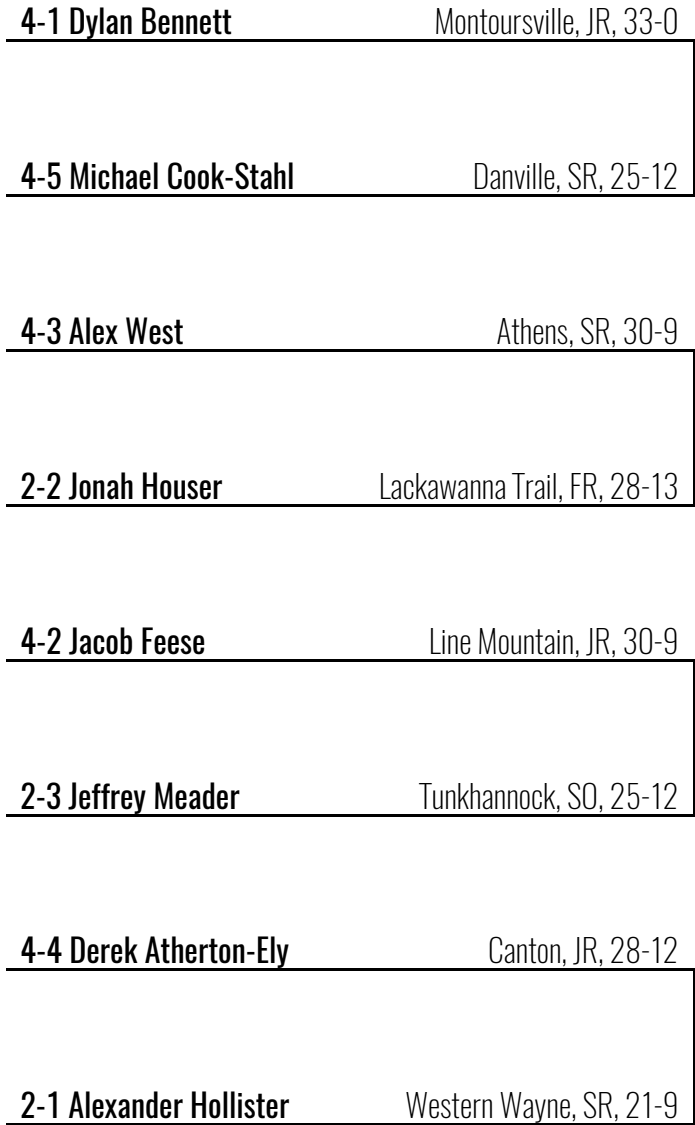 4-1 Dylan Bennett Montoursville, JR, 33-0
4-5 Michael Cook-Stahl Danville, SR, 25-12
4-3 Alex West Athens, SR, 30-9
2-2 Jonah Houser Lackawanna Trail, FR, 28-13
4-2 Jacob Feese Line Mountain, JR, 30-9
2-3 Jeffrey Meader Tunkhannock, SO, 25-12
4-4 Derek Atherton-Ely Canton, JR, 28-12
2-1 Alexander Hollister Western Wayne, SR, 21-9